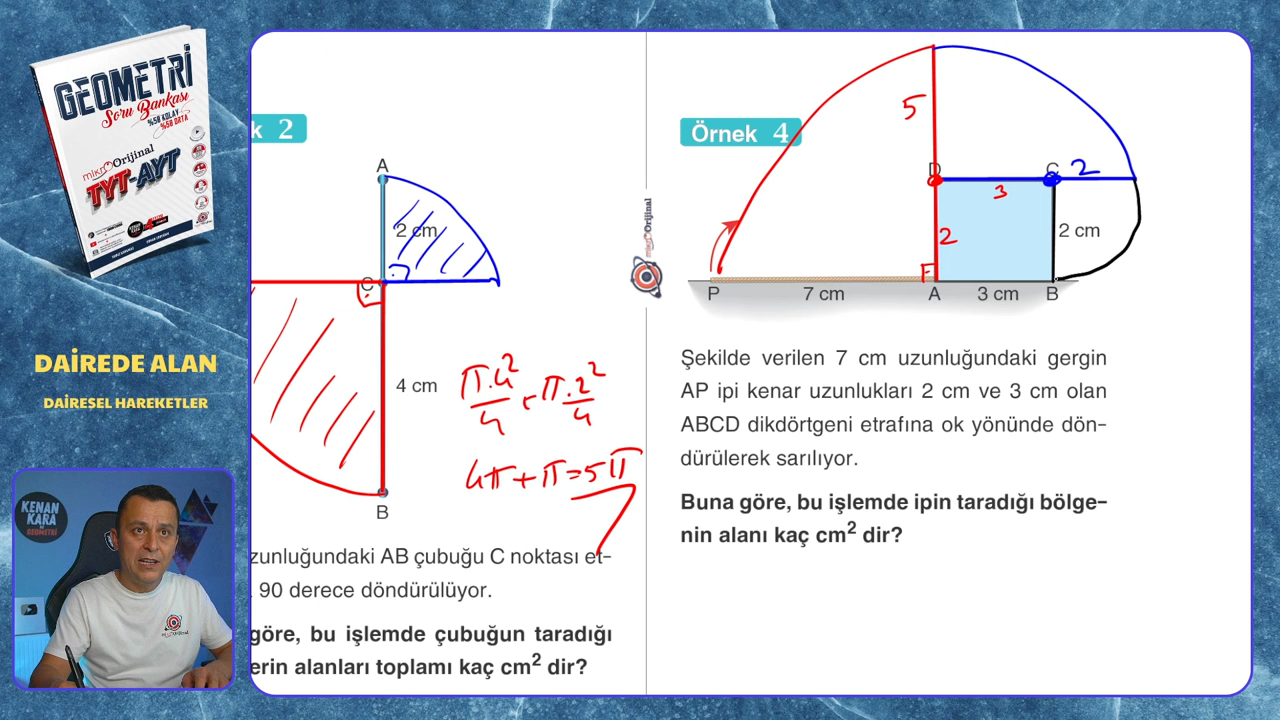 GEOMETRİ
Soru Bankası
%50 KOLAY
%50 ORTA
mikro Orijinal
TYT-AYT
DAİREDE ALAN
DAİRESEL HAREKETLER
KENAN
KARA
GEOMETRİ
k 2
A
2 cm
C
4 cm
B
π.4²/4 + π.2²/4
4π+π=5π
zunluğundaki AB çubuğu C noktası et-
90 derece döndürülüyor.
göre, bu işlemde çubuğun taradığı
erin alanları toplamı kaç cm² dir?
mikro Orijinal
Örnek 4
5
D
C
2
3
2
2 cm
P
7 cm
A
3 cm
B
Şekilde verilen 7 cm uzunluğundaki gergin
AP ipi kenar uzunlukları 2 cm ve 3 cm olan
ABCD dikdörtgeni etrafına ok yönünde dön-
dürülerek sarılıyor.
Buna göre, bu işlemde ipin taradığı bölge-
nin alanı kaç cm² dir?